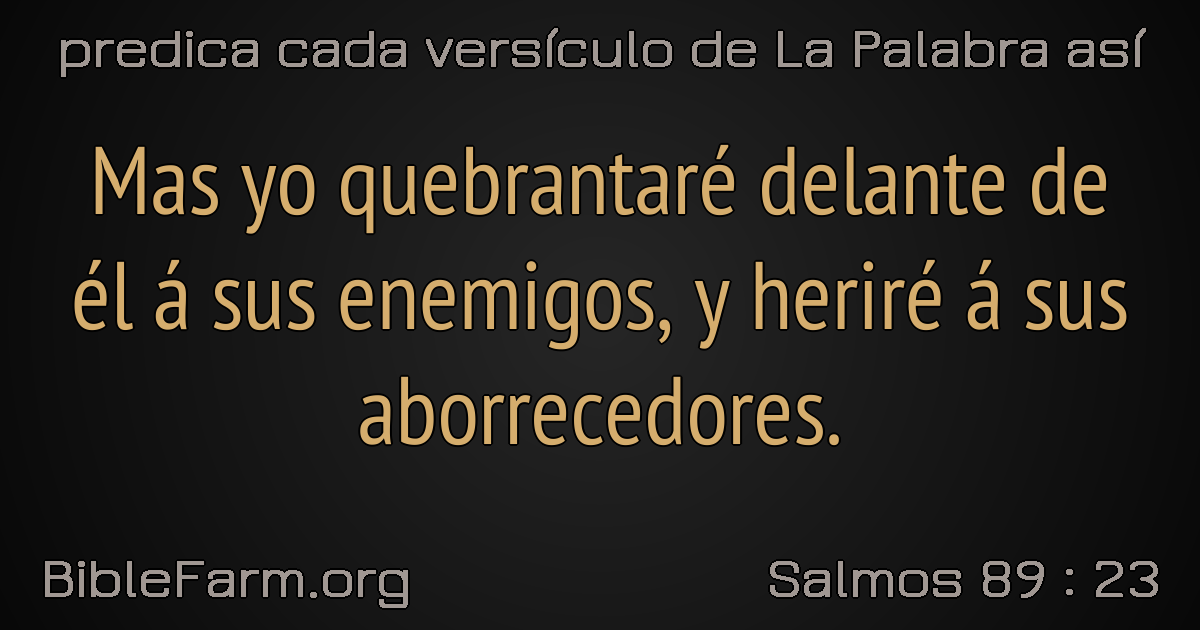 predica cada versículo de La Palabra así
Mas yo quebrantaré delante de
él á sus enemigos, y heriré á sus
aborrecedores.
BibleFarm.org
Salmos 89 : 23